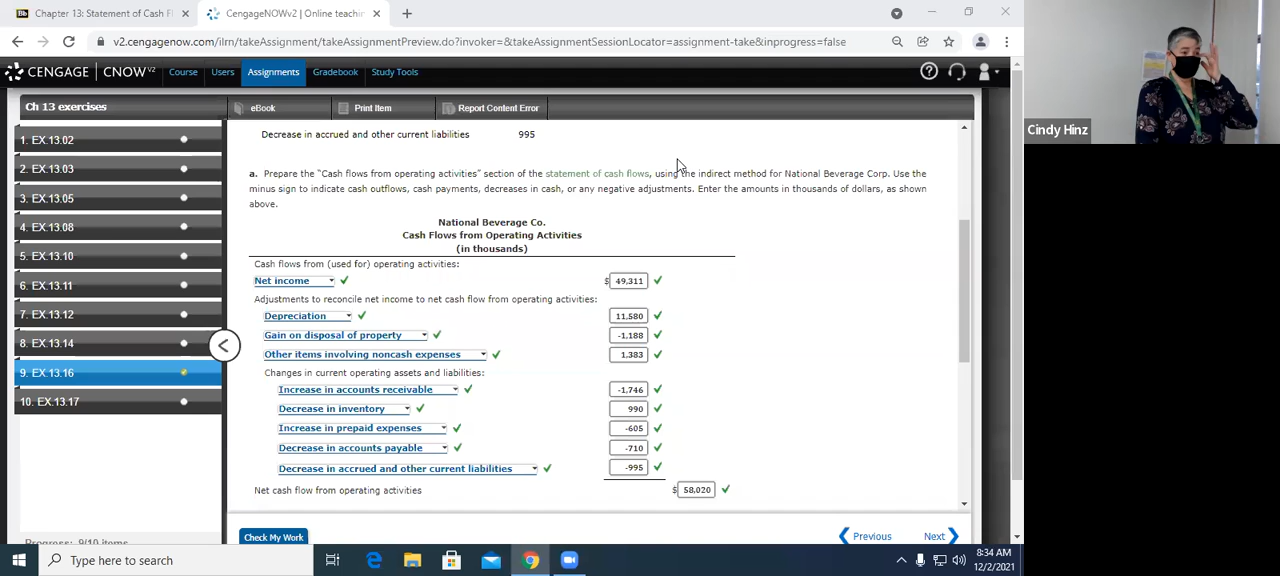 Bb Chapter 13: Statement of Cash F
CengageNOWv2 | Online teachin
v2.cengagenow.com/ilrn/takeAssignment/takeAssignmentPreview.do?invoker=&takeAssignmentSessionLocator=assignment-take&inprogress=false
CENGAGE | CNOWv2 Course Users Assignments Gradebook Study Tools
Ch 13 exercises
eBook Print Item Report Content Error
1. EX.13.02
2. EX.13.03
3. EX.13.05
4. EX.13.08
5. EX.13.10
6. EX.13.11
7. EX.13.12
8. EX.13.14
9. EX.13.16
10. EX.13.17
Progress: 9/10 items
Decrease in accrued and other current liabilities 995
a. Prepare the "Cash flows from operating activities" section of the statement of cash flows, using the indirect method for National Beverage Corp. Use the
minus sign to indicate cash outflows, cash payments, decreases in cash, or any negative adjustments. Enter the amounts in thousands of dollars, as shown
above.
National Beverage Co.
Cash Flows from Operating Activities
(in thousands)
Cash flows from (used for) operating activities:
Net income $ 49,311
Adjustments to reconcile net income to net cash flow from operating activities:
Depreciation 11,580
Gain on disposal of property -1,188
Other items involving noncash expenses 1,383
Changes in current operating assets and liabilities:
Increase in accounts receivable -1,746
Decrease in inventory 990
Increase in prepaid expenses -605
Decrease in accounts payable -710
Decrease in accrued and other current liabilities -995
Net cash flow from operating activities $ 58,020
Check My Work
Previous Next
Cindy Hinz
Type here to search
8:34 AM
12/2/2021